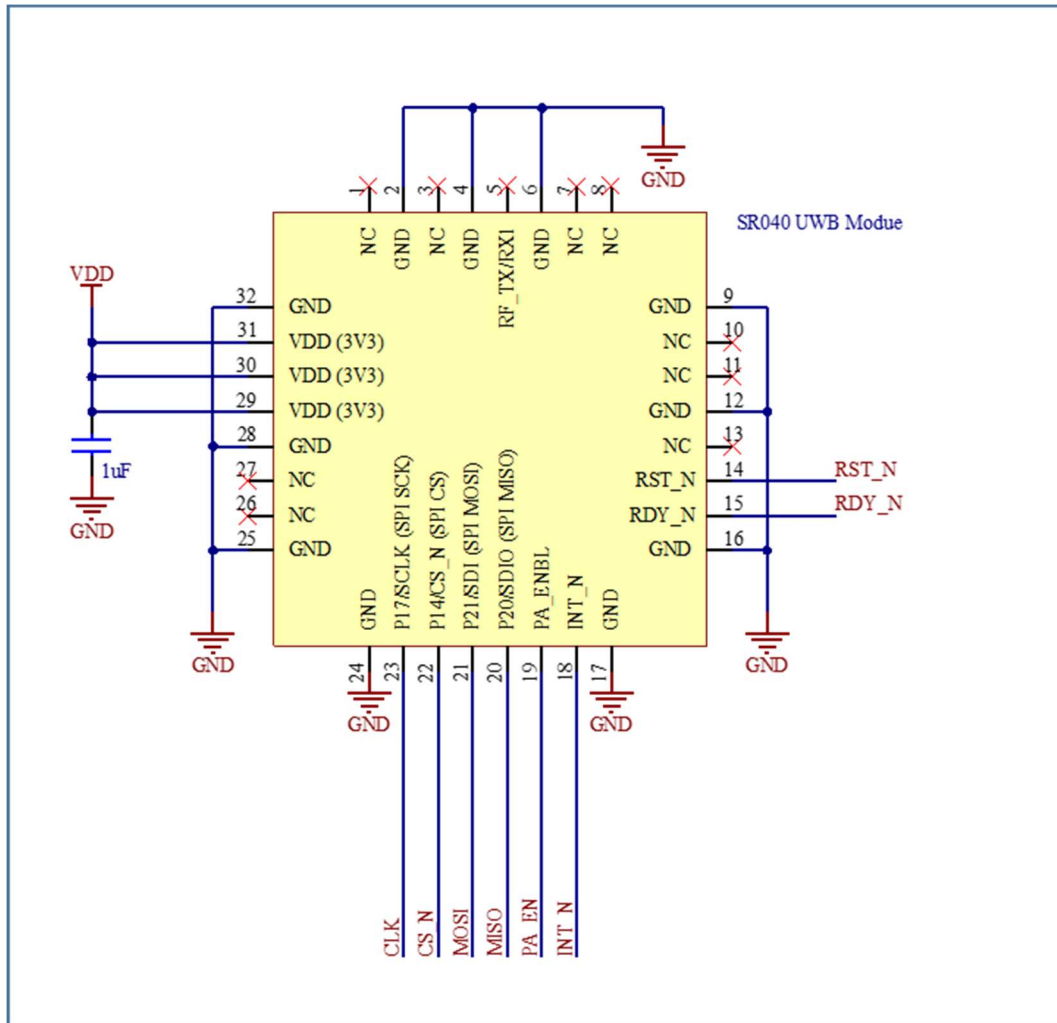 GND
1
2
3
4
5
6
7
8
NC
GND
NC
GND
RF_TX/RX1
GND
NC
NC
SR040 UWB Modue
VDD
32 GND
31 VDD (3V3)
30 VDD (3V3)
29 VDD (3V3)
28 GND
27 NC
26 NC
25 GND
1uF
GND
GND
GND 9
NC 10
NC 11
GND 12
NC 13
RST_N 14 RST_N
RDY_N 15 RDY_N
GND 16
GND
GND
P17/SCLK (SPI SCK)
P14/CS_N (SPI CS)
P21/SDI (SPI MOSI)
P20/SDIO (SPI MISO)
PA_ENBL
INT_N
GND
24
23
22
21
20
19
18
17
GND
GND
CLK
CS_N
MOSI
MISO
PA_EN
INT_N